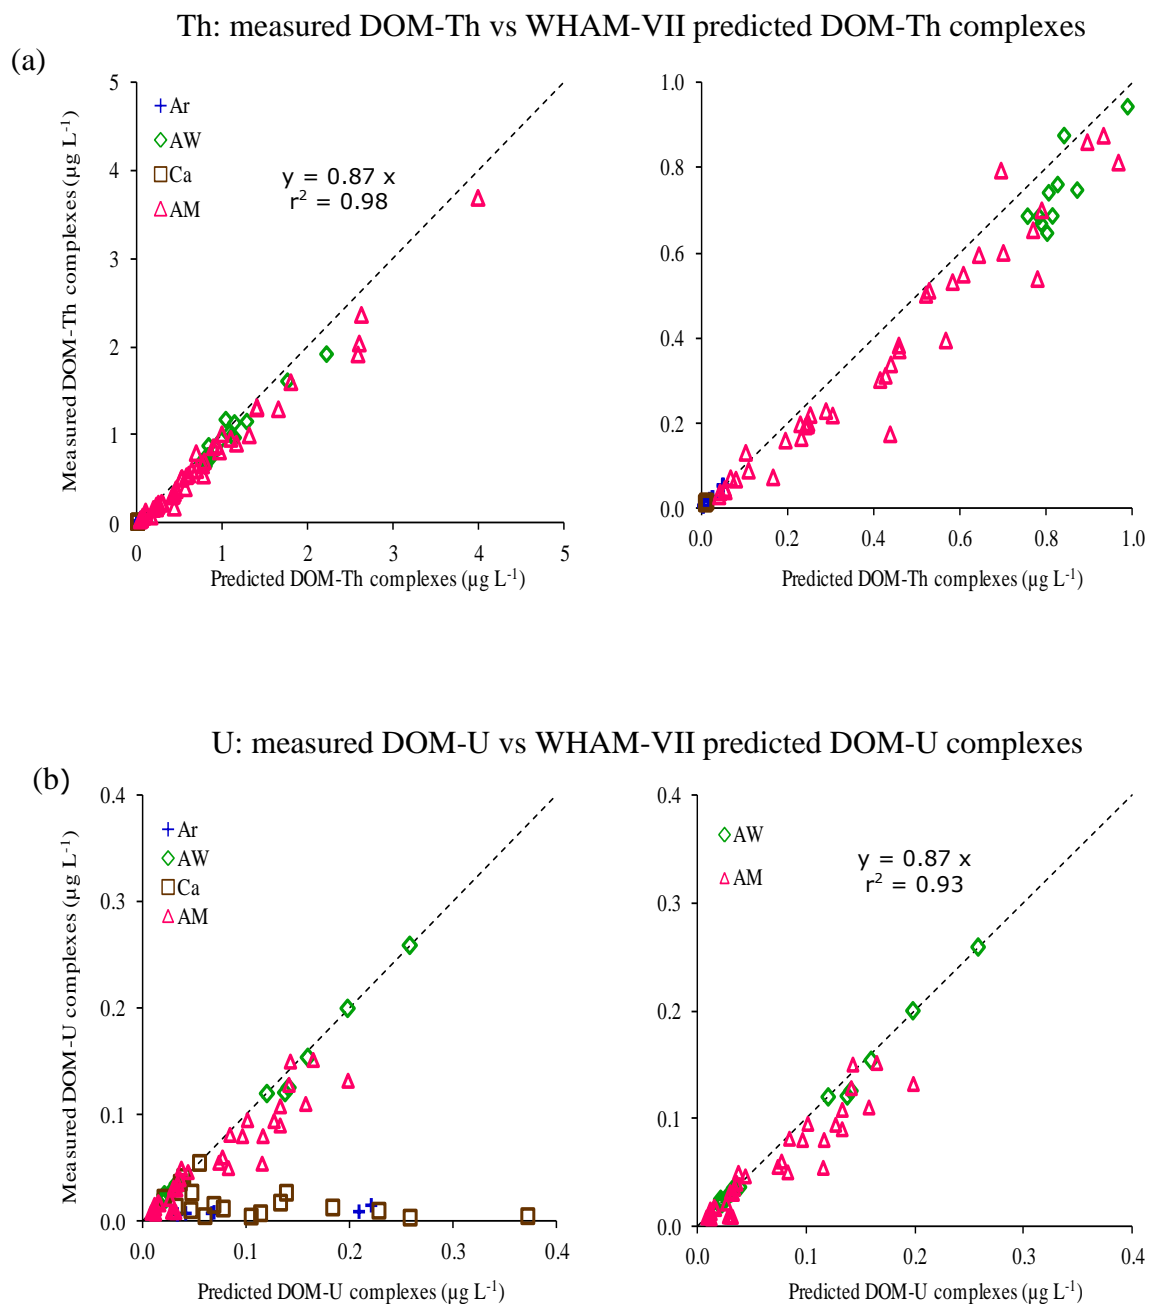 Th: measured DOM-Th vs WHAM-VII predicted DOM-Th complexes
(a)
Measured DOM-Th complexes (µg L⁻¹)
5
4
3
2
1
0
Ar
AW
Ca
AM
y = 0.87 x
r² = 0.98
0 1 2 3 4 5
Predicted DOM-Th complexes (µg L⁻¹)
1.0
0.8
0.6
0.4
0.2
0.0
0.0 0.2 0.4 0.6 0.8 1.0
Predicted DOM-Th complexes (µg L⁻¹)
U: measured DOM-U vs WHAM-VII predicted DOM-U complexes
(b)
Measured DOM-U complexes (µg L⁻¹)
0.4
0.3
0.2
0.1
0.0
Ar
AW
Ca
AM
0.0 0.1 0.2 0.3 0.4
Predicted DOM-U complexes (µg L⁻¹)
0.4
0.3
0.2
0.1
0.0
AW
AM
y = 0.87 x
r² = 0.93
0.0 0.1 0.2 0.3 0.4
Predicted DOM-U complexes (µg L⁻¹)